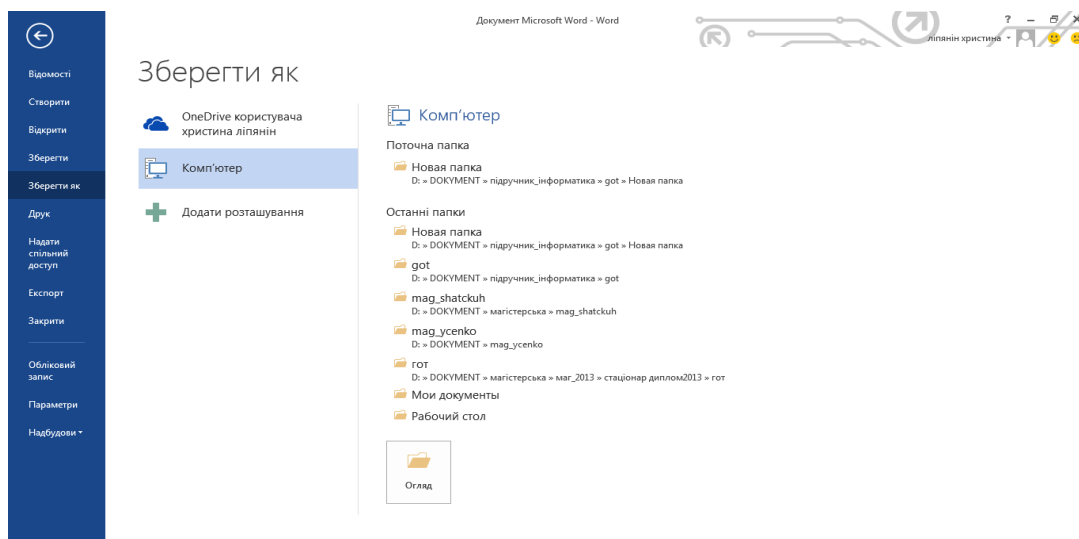 Документ Microsoft Word - Word
?
ліпянін христина
Відомості
Створити
Відкрити
Зберегти
Зберегти як
Друк
Надати
спільний
доступ
Експорт
Закрити
Обліковий
запис
Параметри
Надбудови
Зберегти як
OneDrive користувача
христина ліпянін
Комп'ютер
Додати розташування
Комп'ютер
Поточна папка
Новая папка
D: » DOKYMENT » підручник_інформатика » got » Новая папка
Останні папки
Новая папка
D: » DOKYMENT » підручник_інформатика » got » Новая папка
got
D: » DOKYMENT » підручник_інформатика » got
mag_shatckuh
D: » DOKYMENT » магістерська » mag_shatckuh
mag_ycenko
D: » DOKYMENT » mag_ycenko
гот
D: » DOKYMENT » магістерська » маг_2013 » стаціонар диплом2013 » гот
Мои документы
Рабочий стол
Огляд